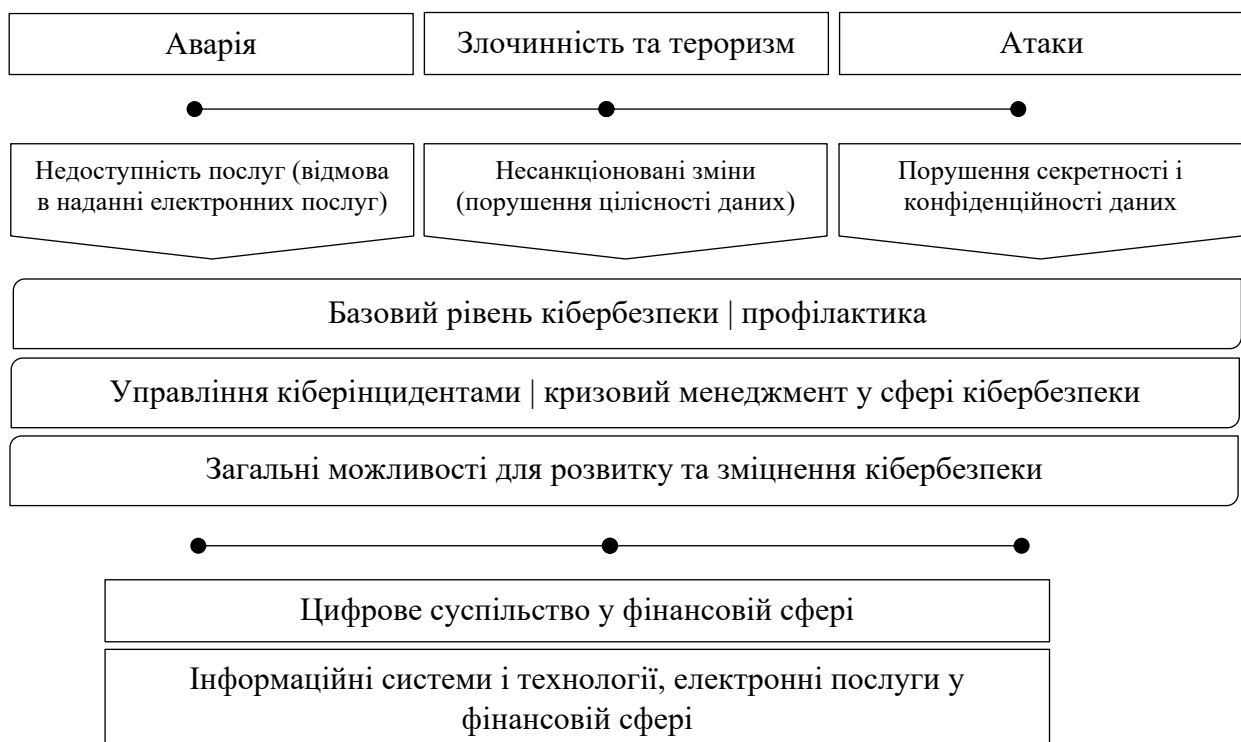 Аварія
Злочинність та тероризм
Атаки
Недоступність послуг (відмова
в наданні електронних послуг)
Несанкціоновані зміни
(порушення цілісності даних)
Порушення секретності і
конфіденційності даних
Базовий рівень кібербезпеки | профілактика
Управління кіберінцидентами | кризовий менеджмент у сфері кібербезпеки
Загальні можливості для розвитку та зміцнення кібербезпеки
Цифрове суспільство у фінансовій сфері
Інформаційні системи і технології, електронні послуги у
фінансовій сфері